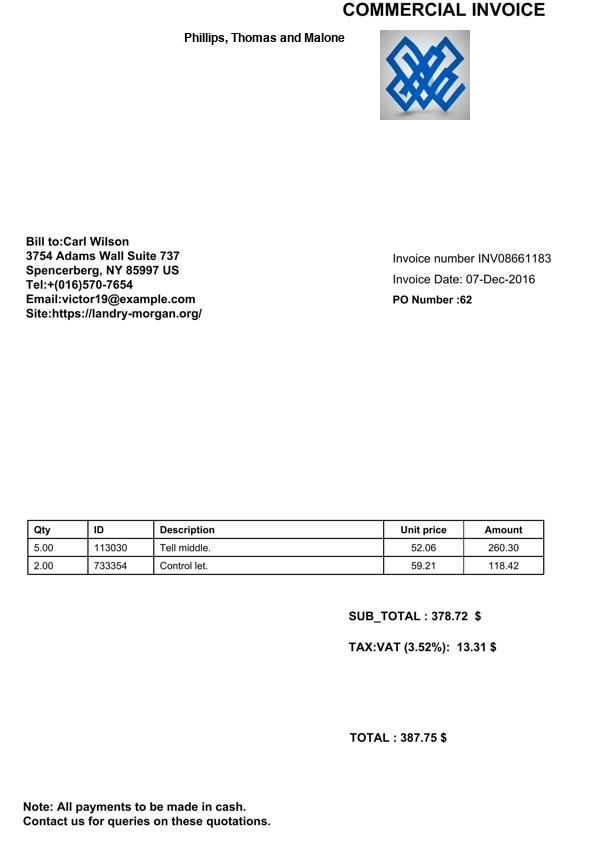 COMMERCIAL INVOICE
Phillips, Thomas and Malone
Bill to:Carl Wilson
3754 Adams Wall Suite 737
Spencerberg, NY 85997 US
Tel:+(016)570-7654
Email:victor19@example.com
Site:https://landry-morgan.org/
Invoice number INV08661183
Invoice Date: 07-Dec-2016
PO Number :62
Qty ID Description Unit price Amount
5.00 113030 Tell middle. 52.06 260.30
2.00 733354 Control let. 59.21 118.42
SUB_TOTAL : 378.72 $
TAX:VAT (3.52%): 13.31 $
TOTAL : 387.75 $
Note: All payments to be made in cash.
Contact us for queries on these quotations.